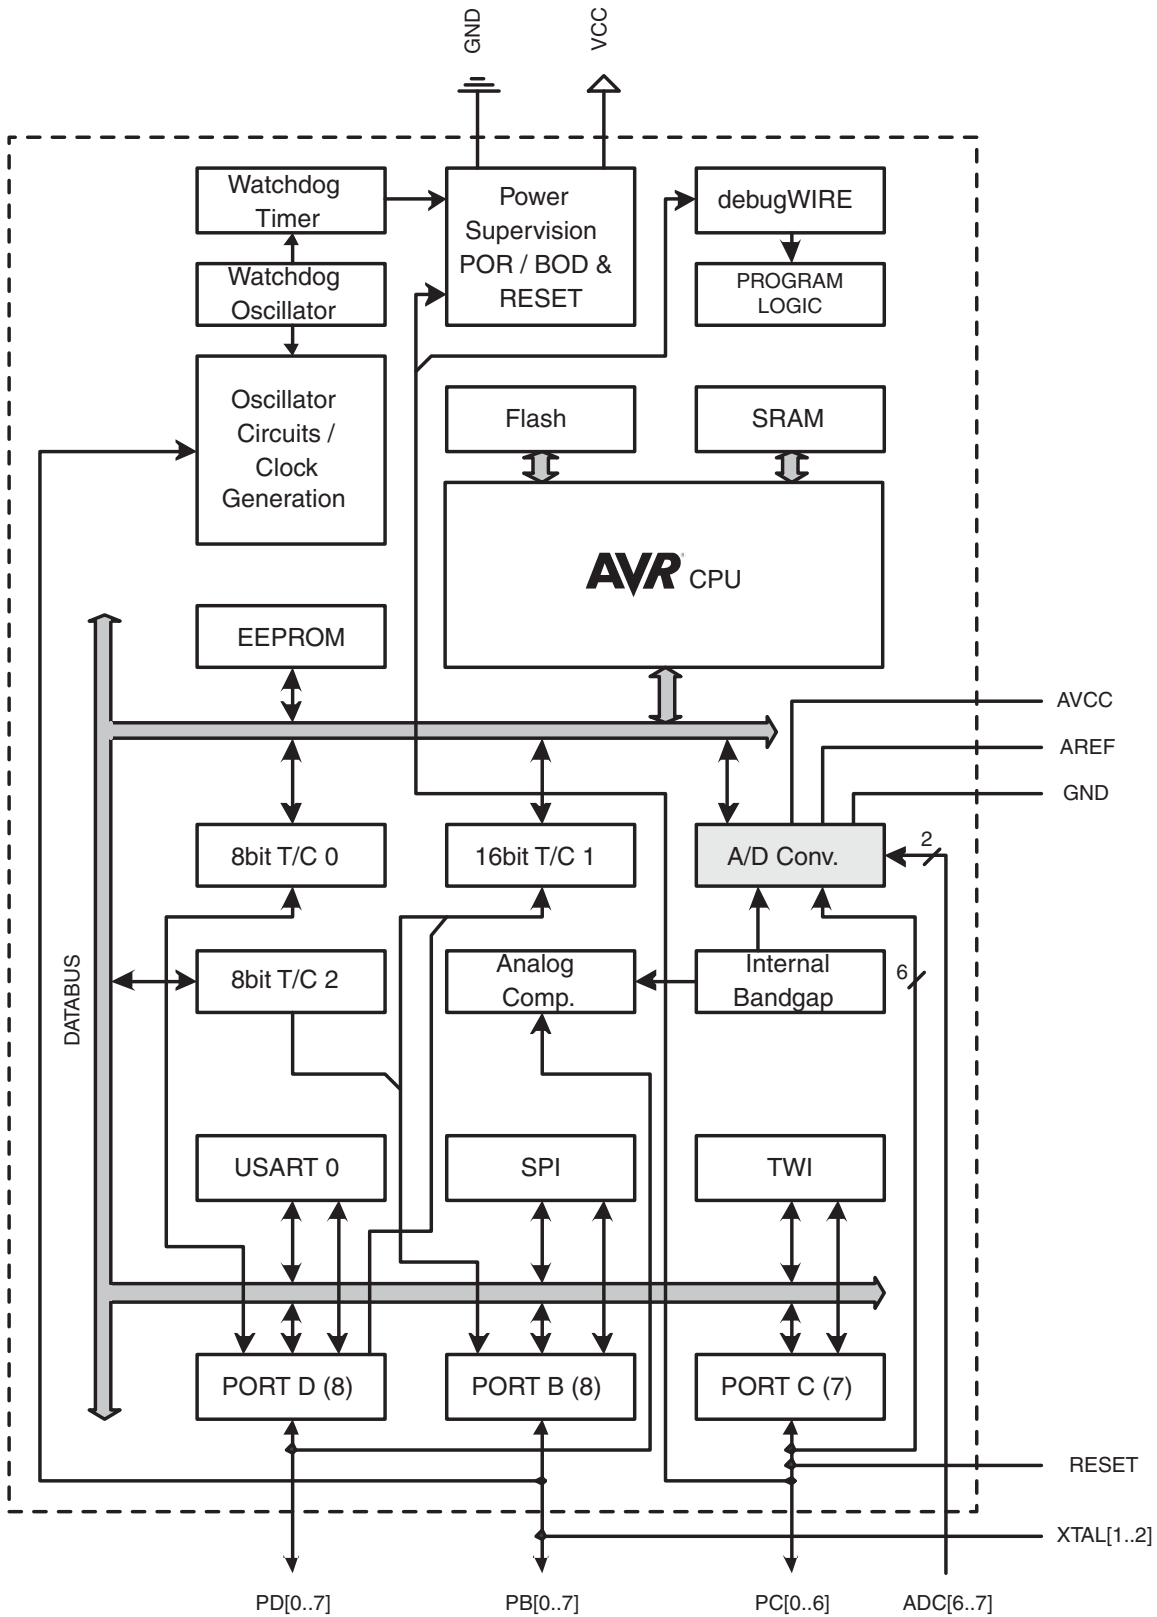 GND
VCC
Watchdog
Timer
Power
Supervision
POR / BOD &
RESET
debugWIRE
Watchdog
Oscillator
PROGRAM
LOGIC
Oscillator
Circuits /
Clock
Generation
Flash
SRAM
AVR CPU
EEPROM
AVCC
AREF
GND
8bit T/C 0
16bit T/C 1
A/D Conv.
2
DATABUS
8bit T/C 2
Analog
Comp.
Internal
Bandgap
6
USART 0
SPI
TWI
PORT D (8)
PORT B (8)
PORT C (7)
RESET
XTAL[1..2]
PD[0..7]
PB[0..7]
PC[0..6]
ADC[6..7]